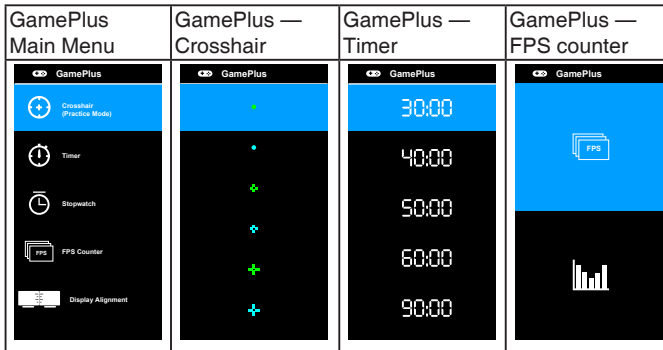 GamePlus
Main Menu
GamePlus —
Crosshair
GamePlus —
Timer
GamePlus —
FPS counter
GamePlus
Crosshair
(Practice Mode)
Timer
Stopwatch
FPS
FPS Counter
Display Alignment
GamePlus
GamePlus
30:00
40:00
50:00
60:00
90:00
GamePlus
FPS